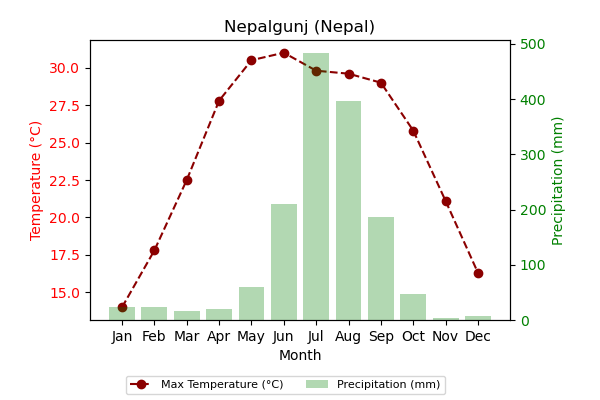 Nepalgunj (Nepal)
Temperature (°C)
30.0
27.5
25.0
22.5
20.0
17.5
15.0
500
400
300
200
100
0
Precipitation (mm)
Jan Feb Mar Apr May Jun Jul Aug Sep Oct Nov Dec
Month
Max Temperature (°C) Precipitation (mm)